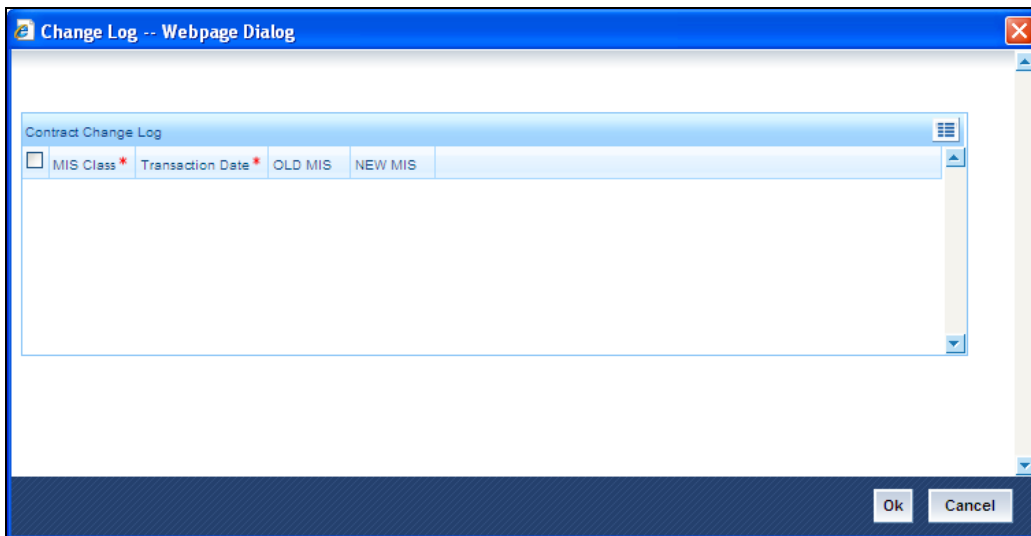 Change Log -- Webpage Dialog
Contract Change Log
MIS Class * Transaction Date * OLD MIS NEW MIS
Ok Cancel